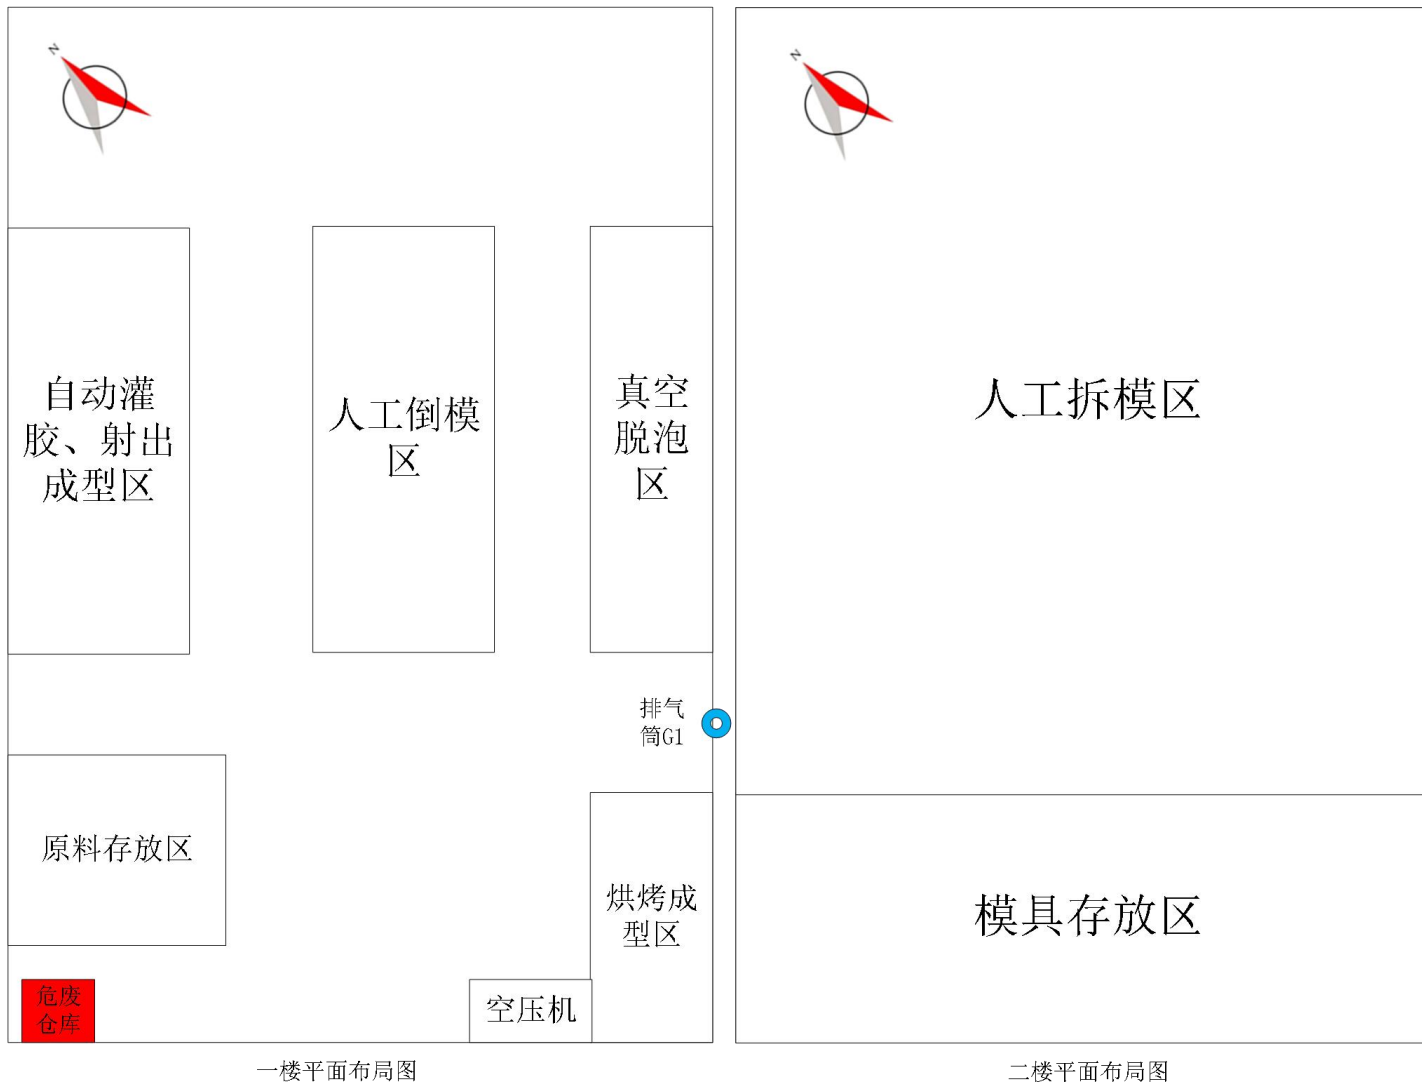 N
自动灌
胶、射出
成型区
人工倒模
区
真空
脱泡
区
排气
筒G1
原料存放区
烘烤成
型区
危废
仓库
空压机
一楼平面布局图
N
人工拆模区
模具存放区
二楼平面布局图